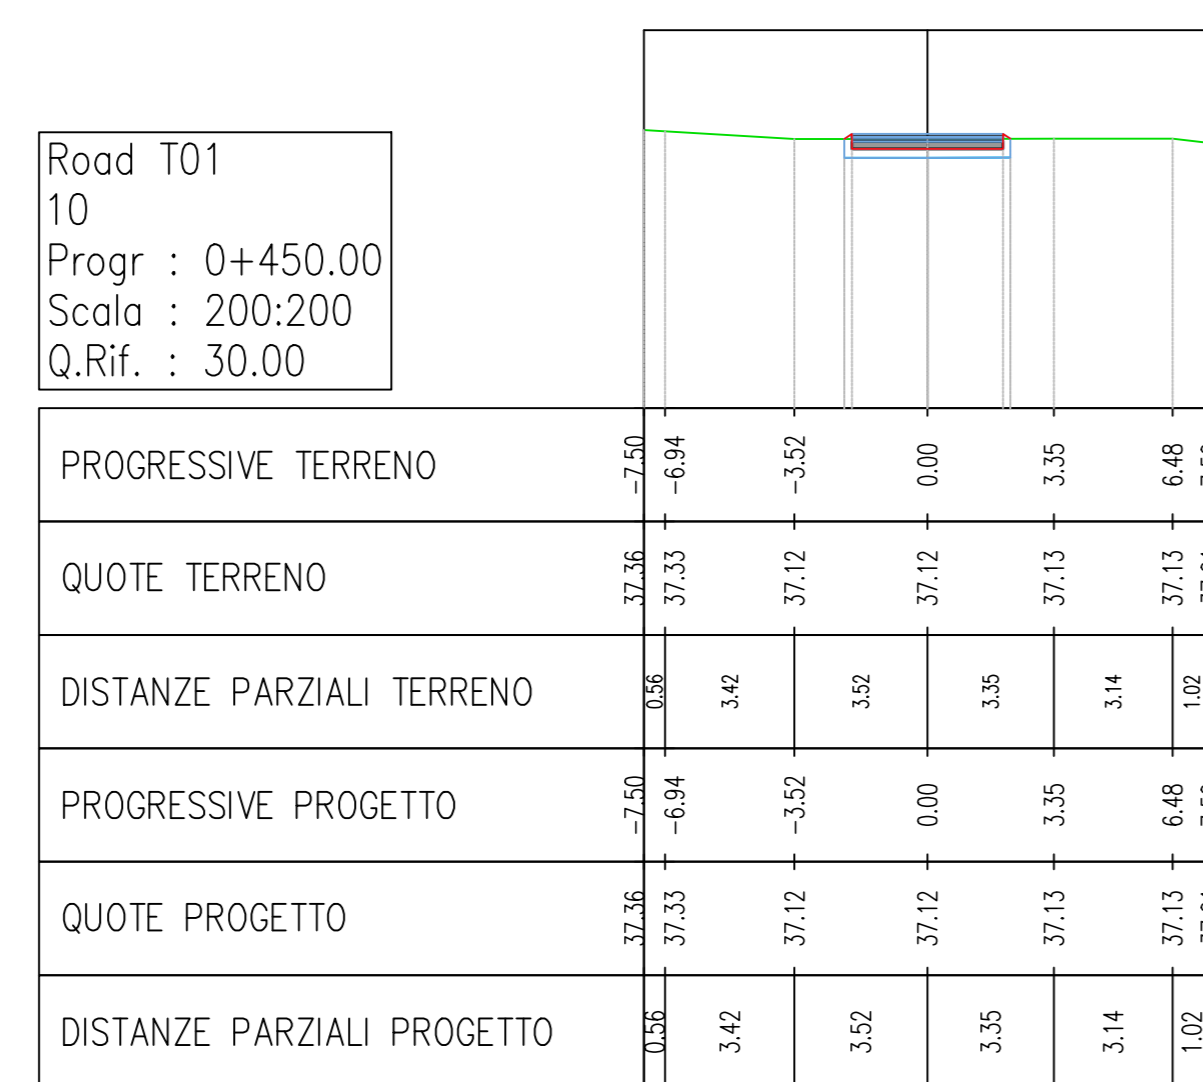 Road T01
10
Progr : 0+450.00
Scala : 200:200
Q.Rif. : 30.00
PROGRESSIVE TERRENO -7.50 -6.94 -3.52 0.00 3.35 6.48
QUOTE TERRENO 37.36 37.33 37.12 37.12 37.13 37.13
DISTANZE PARZIALI TERRENO 0.56 3.42 3.52 3.35 3.14 1.02
PROGRESSIVE PROGETTO -7.50 -6.94 -3.52 0.00 3.35 6.48
QUOTE PROGETTO 37.36 37.33 37.12 37.12 37.13 37.13
DISTANZE PARZIALI PROGETTO 0.56 3.42 3.52 3.35 3.14 1.02